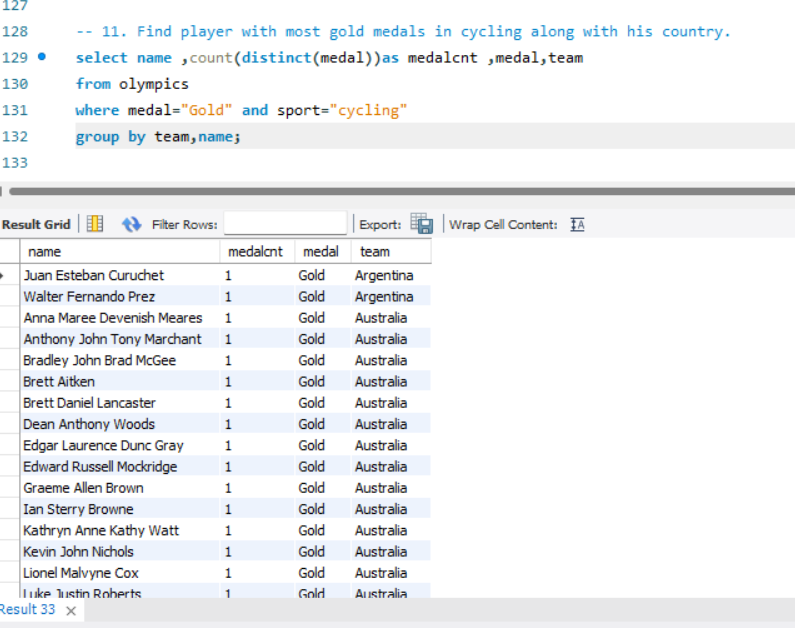 127
128 -- 11. Find player with most gold medals in cycling along with his country.
129 select name ,count(distinct(medal))as medalcnt ,medal,team
130 from olympics
131 where medal="Gold" and sport="cycling"
132 group by team,name;
133
Result Grid Filter Rows: Export: Wrap Cell Content:
name medalcnt medal team
Juan Esteban Curuchet 1 Gold Argentina
Walter Fernando Prez 1 Gold Argentina
Anna Maree Devenish Meares 1 Gold Australia
Anthony John Tony Marchant 1 Gold Australia
Bradley John Brad McGee 1 Gold Australia
Brett Aitken 1 Gold Australia
Brett Daniel Lancaster 1 Gold Australia
Dean Anthony Woods 1 Gold Australia
Edgar Laurence Dunc Gray 1 Gold Australia
Edward Russell Mockridge 1 Gold Australia
Graeme Allen Brown 1 Gold Australia
Ian Sterry Browne 1 Gold Australia
Kathryn Anne Kathy Watt 1 Gold Australia
Kevin John Nichols 1 Gold Australia
Lionel Malvyne Cox 1 Gold Australia
Luke Justin Roberts 1 Gold Australia
Result 33